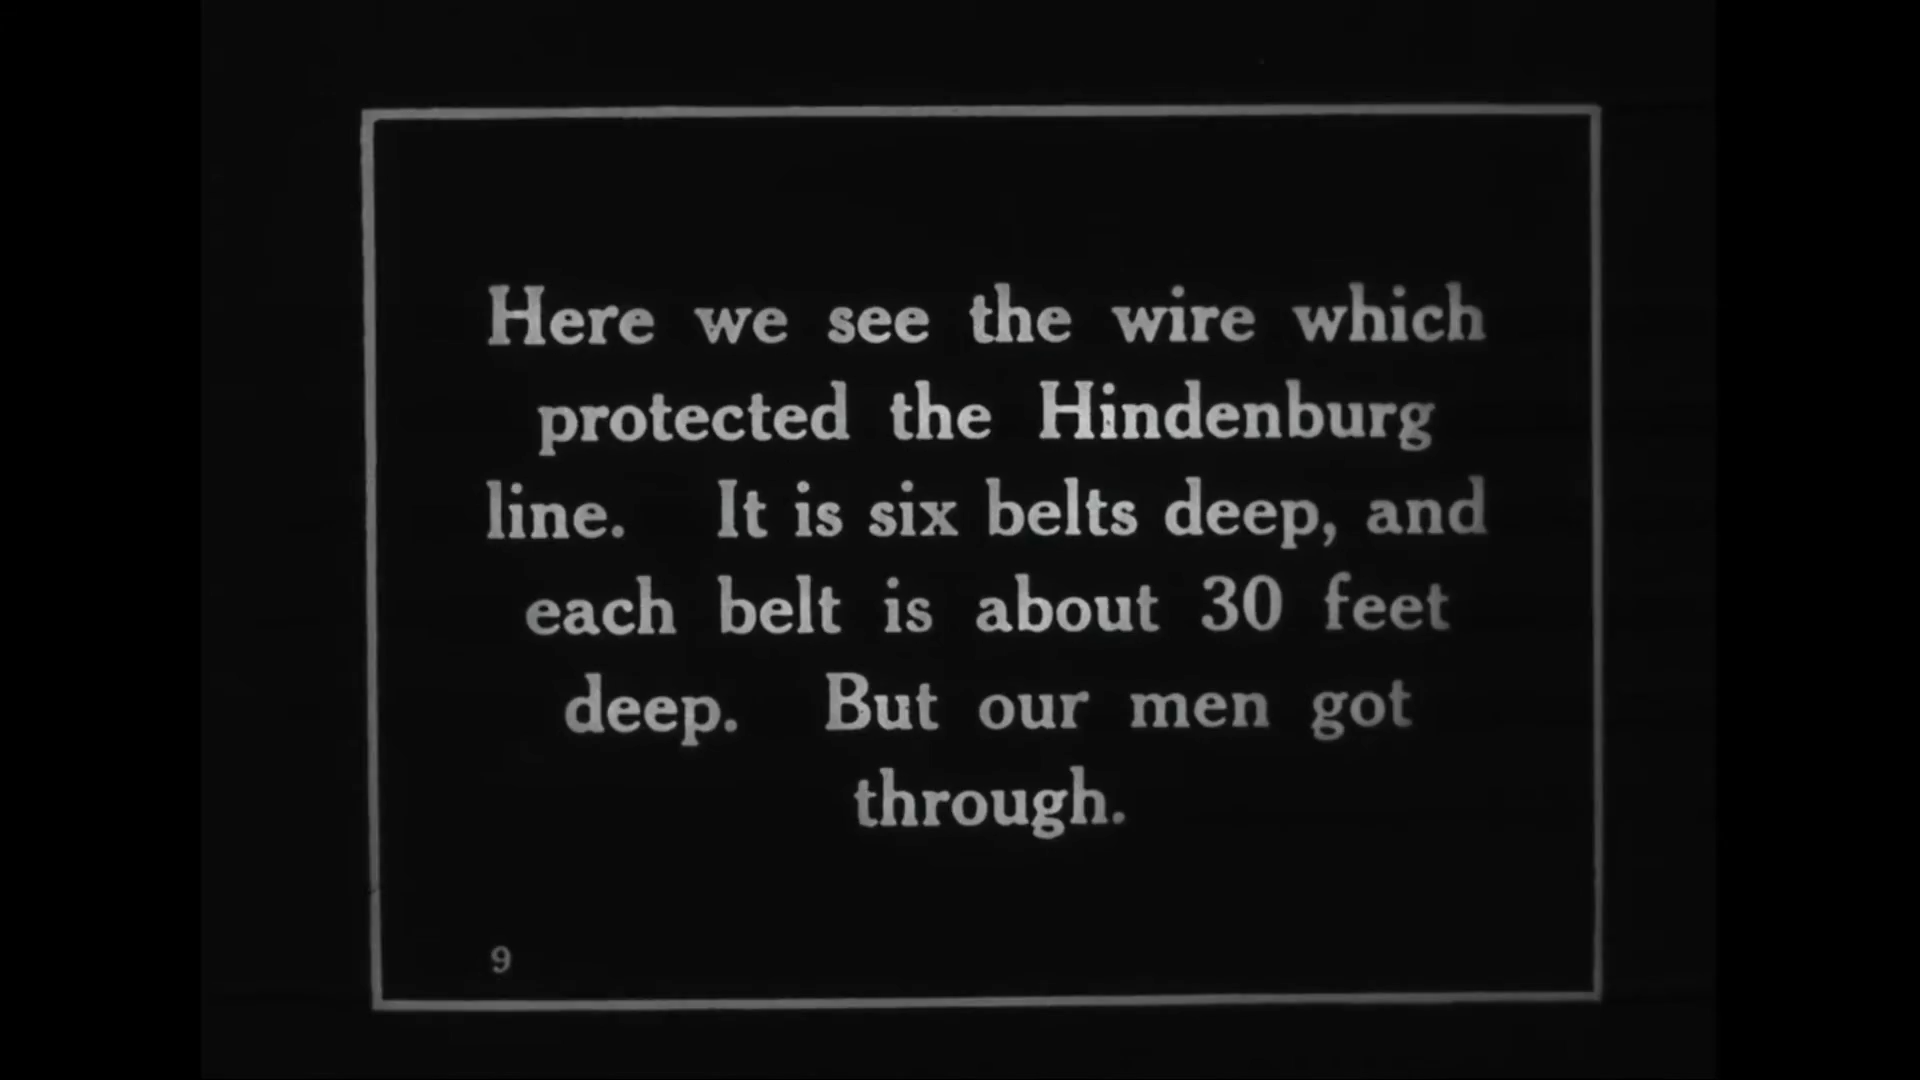 Here we see the wire which
protected the Hindenburg
line. It is six belts deep, and
each belt is about 30 feet
deep. But our men got
through.
9